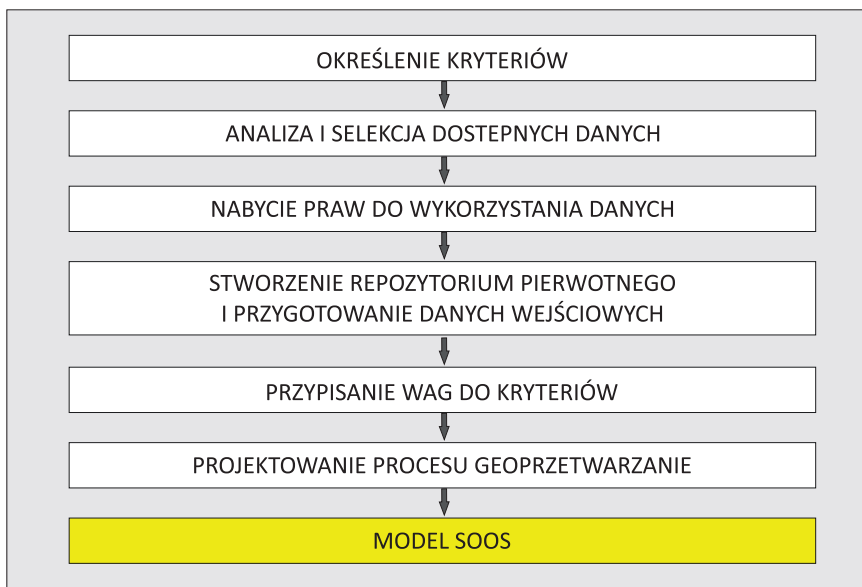 OKREŚLENIE KRYTERIÓW
ANALIZA I SELEKCJA DOSTEPNYCH DANYCH
NABYCIE PRAW DO WYKORZYSTANIA DANYCH
STWORZENIE REPOZYTORIUM PIERWOTNEGO
I PRZYGOTOWANIE DANYCH WEJŚCIOWYCH
PRZYPISANIE WAG DO KRYTERIÓW
PROJEKTOWANIE PROCESU GEOPRZETWARZANIE
MODEL SOOS